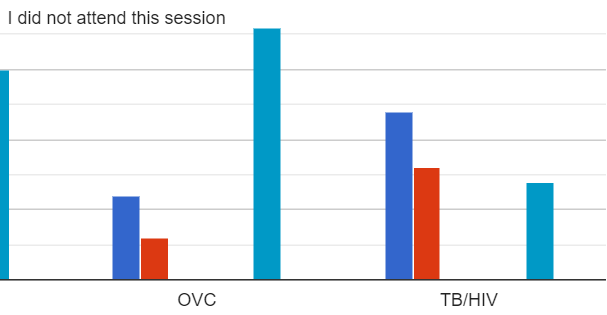 I did not attend this session
OVC
TB/HIV